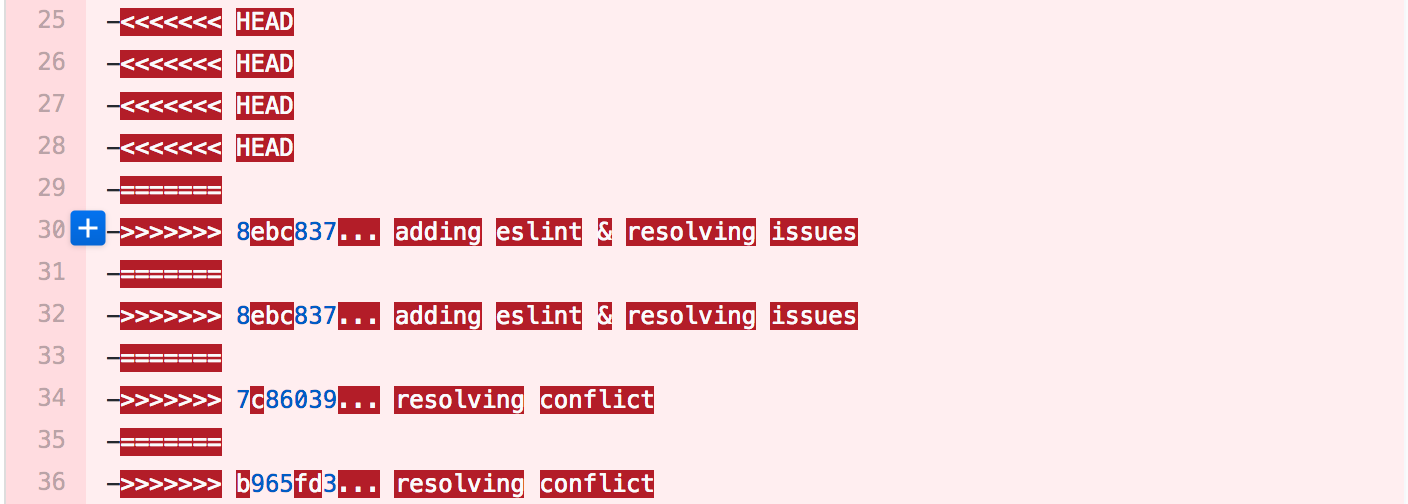 25 -<<<<<<< HEAD
26 -<<<<<<< HEAD
27 -<<<<<<< HEAD
28 -<<<<<<< HEAD
29 -=======
30 + ->>>>>>> 8ebc837... adding eslint & resolving issues
31 -=======
32 ->>>>>>> 8ebc837... adding eslint & resolving issues
33 -=======
34 ->>>>>>> 7c86039... resolving conflict
35 -=======
36 ->>>>>>> b965fd3... resolving conflict